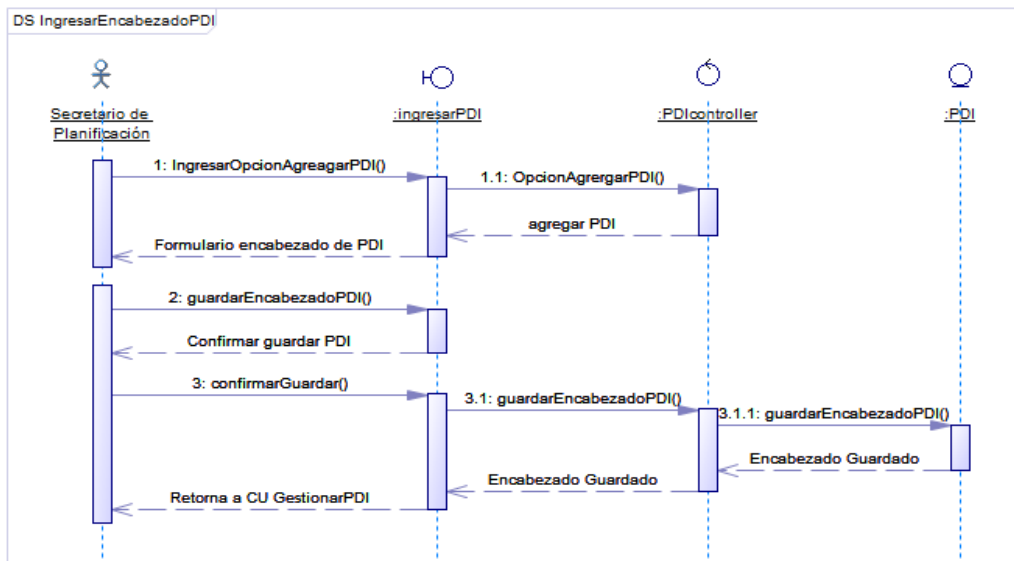 DS IngresarEncabezadoPDI
Secretario de
Planificación
:ingresarPDI
:PDIcontroller
:PDI
1: IngresarOpcionAgreagarPDI()
1.1: OpcionAgrergarPDI()
agregar PDI
Formulario encabezado de PDI
2: guardarEncabezadoPDI()
Confirmar guardar PDI
3: confirmarGuardar()
3.1: guardarEncabezadoPDI()
3.1.1: guardarEncabezadoPDI()
Encabezado Guardado
Encabezado Guardado
Retorna a CU GestionarPDI